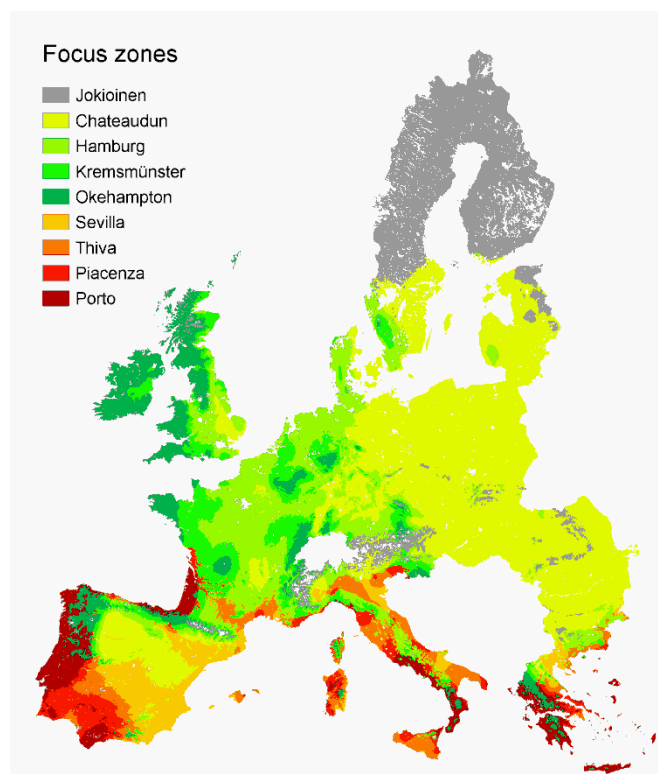 Focus zones
Jokioinen
Chateaudun
Hamburg
Kremsmünster
Okehampton
Sevilla
Thiva
Piacenza
Porto